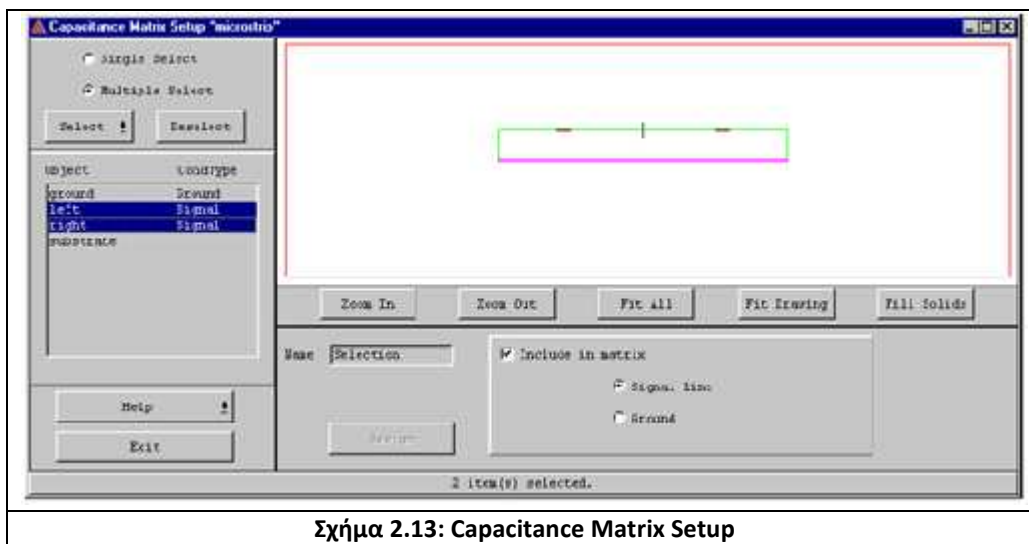 Capacitance Matrix Setup "microstrip"
Single Select
Multiple Select
Select
Deselect
Object CondType
ground Ground
left Signal
right Signal
substrate
Zoom In
Zoom Out
Fit All
Fit Drawing
Fill Solids
Name Selection
Include in matrix
Signal Line
Ground
Assign
Help
Exit
2 item(s) selected.
Σχήμα 2.13: Capacitance Matrix Setup